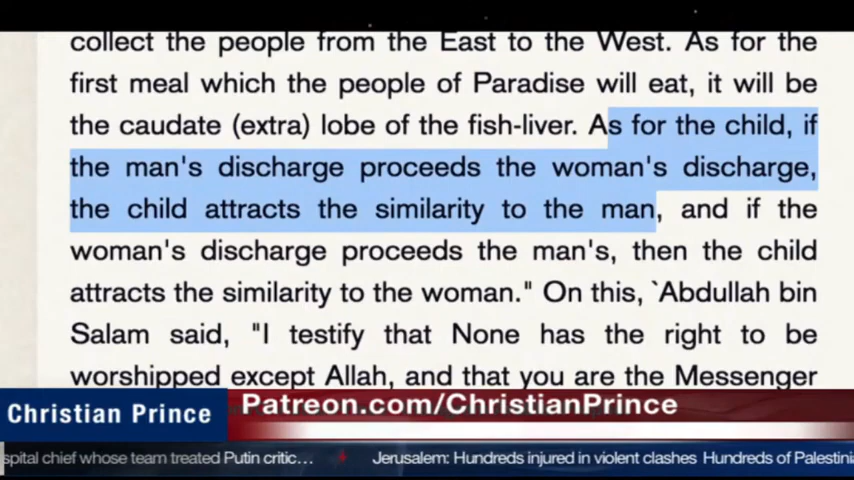 collect the people from the East to the West. As for the
first meal which the people of Paradise will eat, it will be
the caudate (extra) lobe of the fish-liver. As for the child, if
the man's discharge proceeds the woman's discharge,
the child attracts the similarity to the man, and if the
woman's discharge proceeds the man's, then the child
attracts the similarity to the woman." On this, `Abdullah bin
Salam said, "I testify that None has the right to be
worshipped except Allah, and that you are the Messenger
Christian Prince
Patreon.com/ChristianPrince
spital chief whose team treated Putin critic... Jerusalem: Hundreds injured in violent clashes Hundreds of Palestini